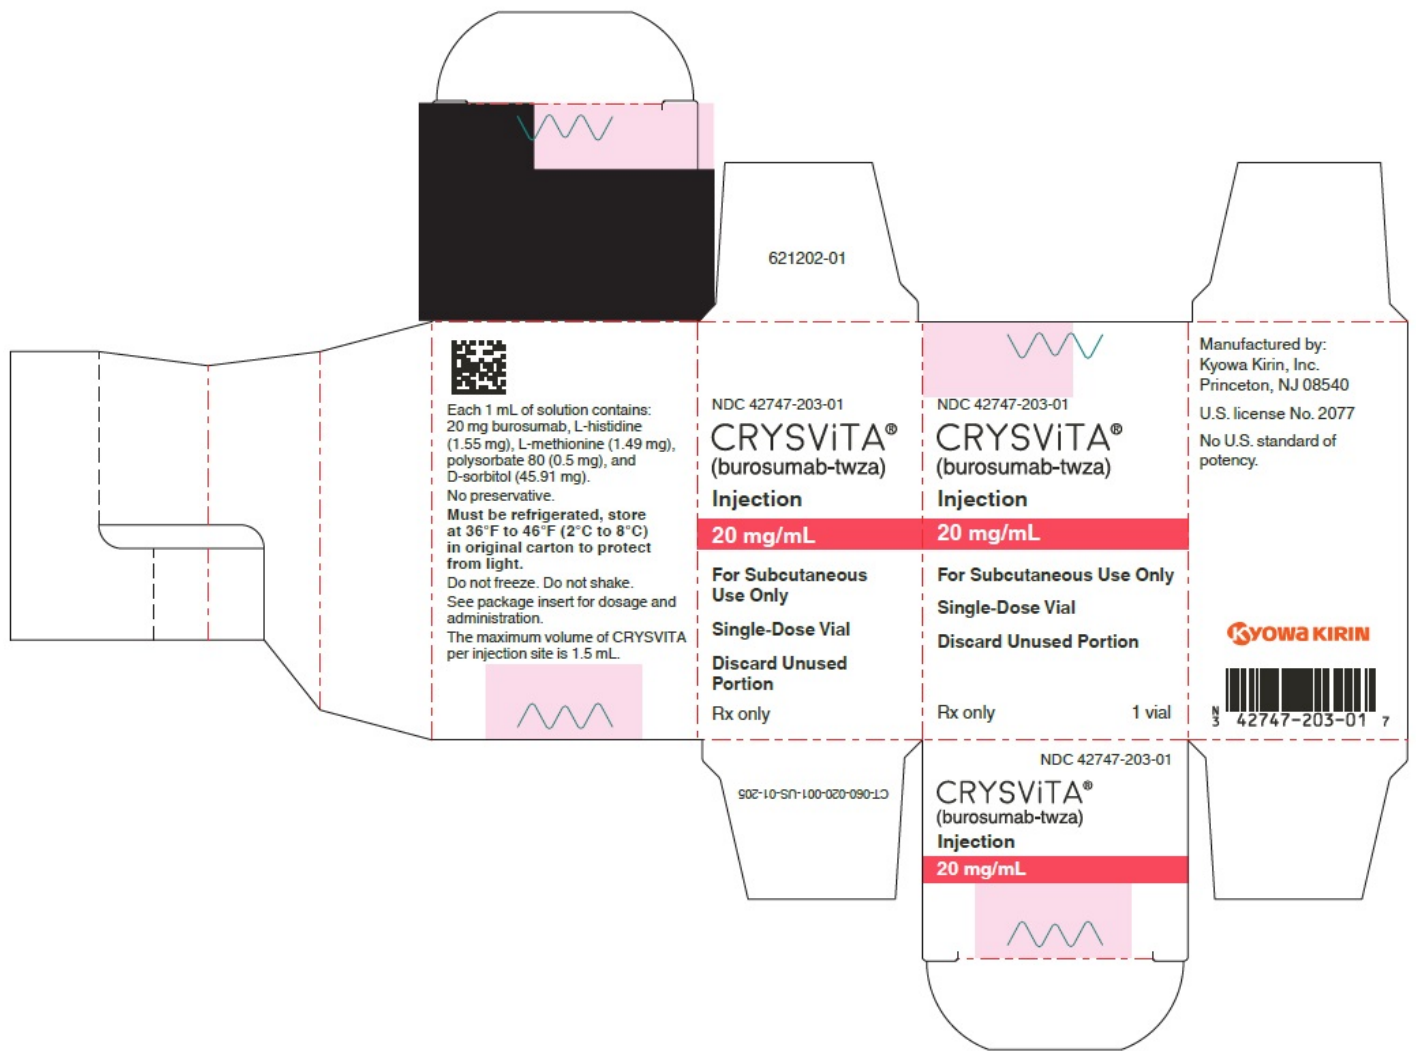 621202-01
Each 1 mL of solution contains:
20 mg burosumab, L-histidine
(1.55 mg), L-methionine (1.49 mg),
polysorbate 80 (0.5 mg), and
D-sorbitol (45.91 mg).
No preservative.
Must be refrigerated, store
at 36°F to 46°F (2°C to 8°C)
in original carton to protect
from light.
Do not freeze. Do not shake.
See package insert for dosage and
administration.
The maximum volume of CRYSVITA
per injection site is 1.5 mL.
NDC 42747-203-01
CRYSViTA®
(burosumab-twza)
Injection
20 mg/mL
For Subcutaneous
Use Only
Single-Dose Vial
Discard Unused
Portion
Rx only
NDC 42747-203-01
CRYSViTA®
(burosumab-twza)
Injection
20 mg/mL
For Subcutaneous Use Only
Single-Dose Vial
Discard Unused Portion
Rx only 1 vial
Manufactured by:
Kyowa Kirin, Inc.
Princeton, NJ 08540
U.S. license No. 2077
No U.S. standard of
potency.
KYOWA KIRIN
N
3 42747-203-01 7
CT-060-020-001-US-01-205
NDC 42747-203-01
CRYSViTA®
(burosumab-twza)
Injection
20 mg/mL